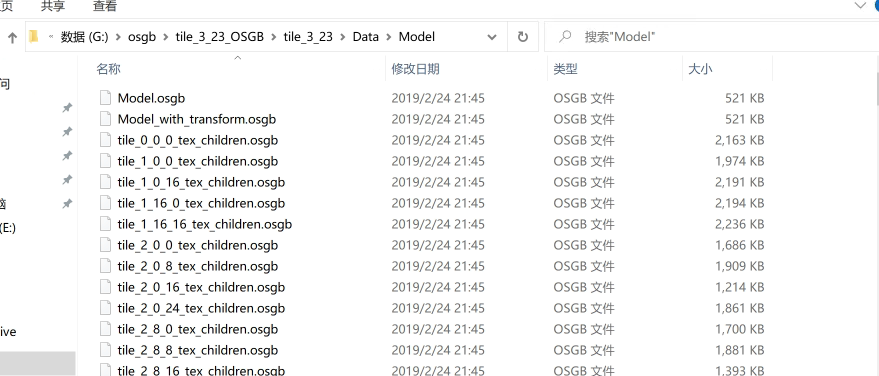 页 共享 查看
« 数据 (G:) › osgb › tile_3_23_OSGB › tile_3_23 › Data › Model 搜索"Model"
名称 修改日期 类型 大小
问
Model.osgb 2019/2/24 21:45 OSGB 文件 521 KB
Model_with_transform.osgb 2019/2/24 21:45 OSGB 文件 521 KB
tile_0_0_0_tex_children.osgb 2019/2/24 21:45 OSGB 文件 2,163 KB
tile_1_0_0_tex_children.osgb 2019/2/24 21:45 OSGB 文件 1,974 KB
tile_1_0_16_tex_children.osgb 2019/2/24 21:45 OSGB 文件 2,191 KB
tile_1_16_0_tex_children.osgb 2019/2/24 21:45 OSGB 文件 2,194 KB
脑
tile_1_16_16_tex_children.osgb 2019/2/24 21:45 OSGB 文件 2,236 KB
(E:)
tile_2_0_0_tex_children.osgb 2019/2/24 21:45 OSGB 文件 1,686 KB
tile_2_0_8_tex_children.osgb 2019/2/24 21:45 OSGB 文件 1,909 KB
tile_2_0_16_tex_children.osgb 2019/2/24 21:45 OSGB 文件 1,214 KB
tile_2_0_24_tex_children.osgb 2019/2/24 21:45 OSGB 文件 1,861 KB
ive
tile_2_8_0_tex_children.osgb 2019/2/24 21:45 OSGB 文件 1,700 KB
tile_2_8_8_tex_children.osgb 2019/2/24 21:45 OSGB 文件 1,881 KB
tile_2_8_16_tex_children.osgb 2019/2/24 21:45 OSGB 文件 1,393 KB